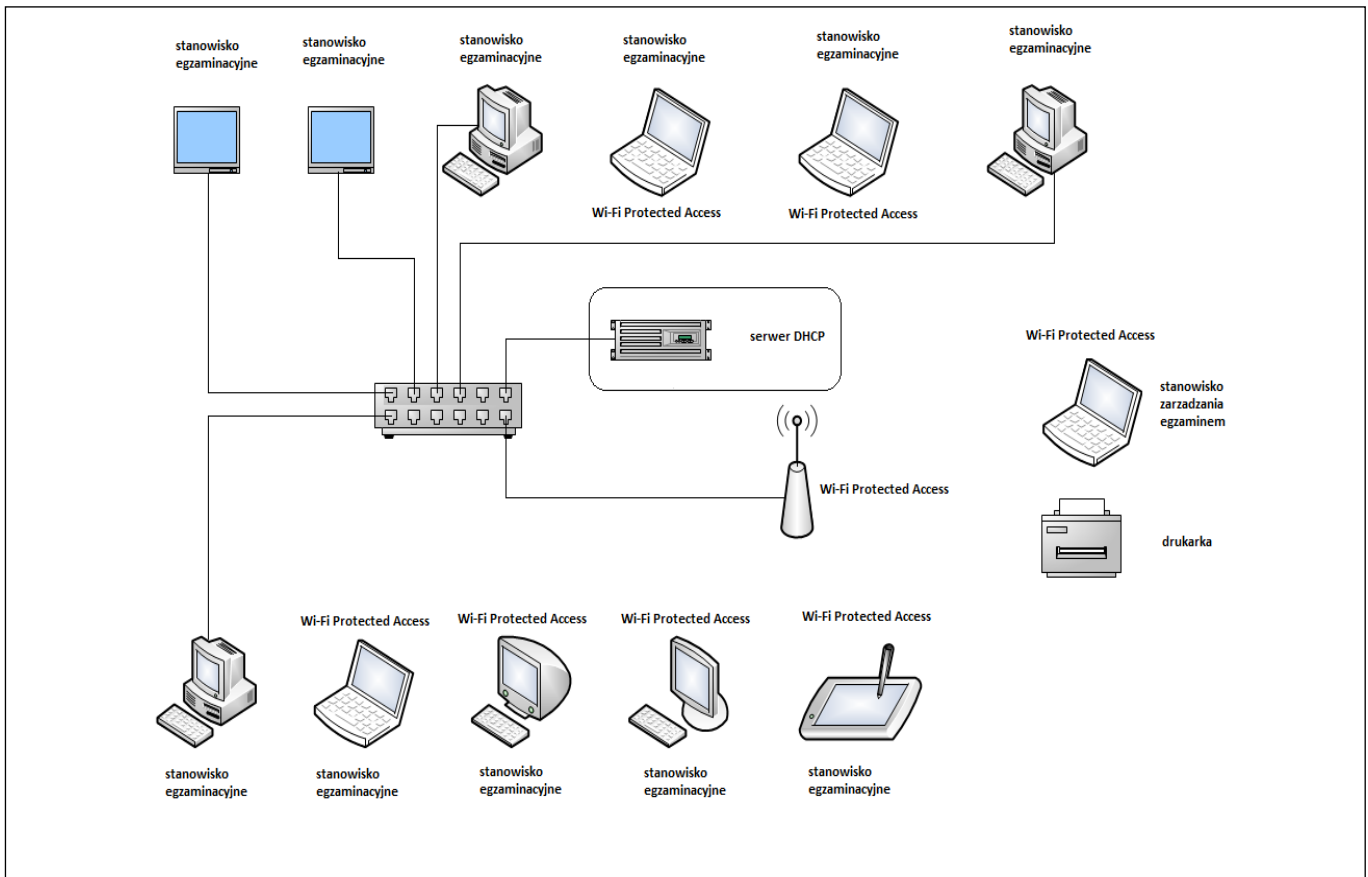 stanowisko
egzaminacyjne
stanowisko
egzaminacyjne
stanowisko
egzaminacyjne
stanowisko
egzaminacyjne
stanowisko
egzaminacyjne
stanowisko
egzaminacyjne
Wi-Fi Protected Access
Wi-Fi Protected Access
serwer DHCP
Wi-Fi Protected Access
stanowisko
zarzadzania
egzaminem
Wi-Fi Protected Access
drukarka
Wi-Fi Protected Access
Wi-Fi Protected Access
Wi-Fi Protected Access
Wi-Fi Protected Access
stanowisko
egzaminacyjne
stanowisko
egzaminacyjne
stanowisko
egzaminacyjne
stanowisko
egzaminacyjne
stanowisko
egzaminacyjne